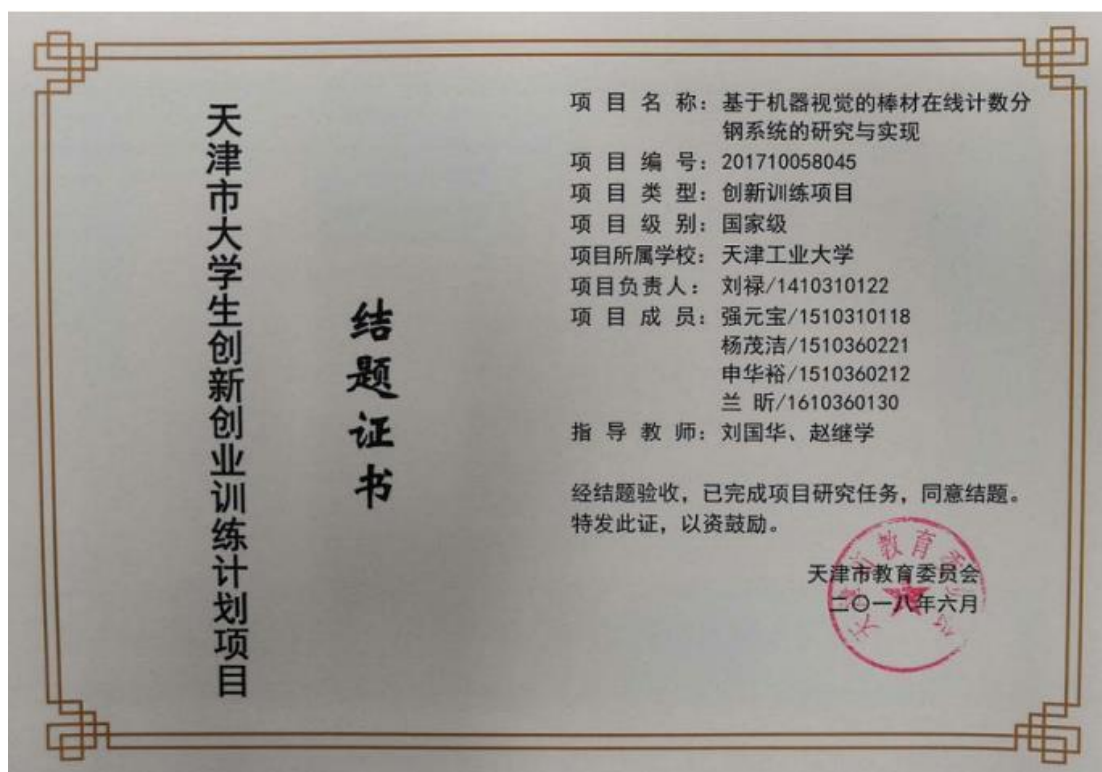 天津市大学生创新创业训练计划项目
结题证书
项目名称：基于机器视觉的棒材在线计数分
钢系统的研究与实现
项目编号：201710058045
项目类型：创新训练项目
项目级别：国家级
项目所属学校：天津工业大学
项目负责人：刘禄/1410310122
项目成员：强元宝/1510310118
杨茂洁/1510360221
申华裕/1510360212
兰 昕/1610360130
指导教师：刘国华、赵继学
经结题验收，已完成项目研究任务，同意结题。
特发此证，以资鼓励。
天津市教育委员会
二〇一八年六月